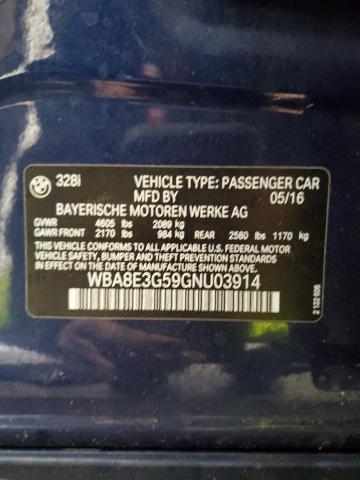 328i
VEHICLE TYPE: PASSENGER CAR
MFD BY 05/16
BAYERISCHE MOTOREN WERKE AG
GVWR 4605 lbs 2089 kg
GAWR FRONT 2170 lbs 984 kg REAR 2580 lbs 1170 kg
THIS VEHICLE CONFORMS TO ALL APPLICABLE U.S. FEDERAL MOTOR
VEHICLE SAFETY, BUMPER, AND THEFT PREVENTION STANDARDS IN
EFFECT ON THE DATE OF MANUFACTURE SHOWN ABOVE.
WBA8E3G59GNU03914